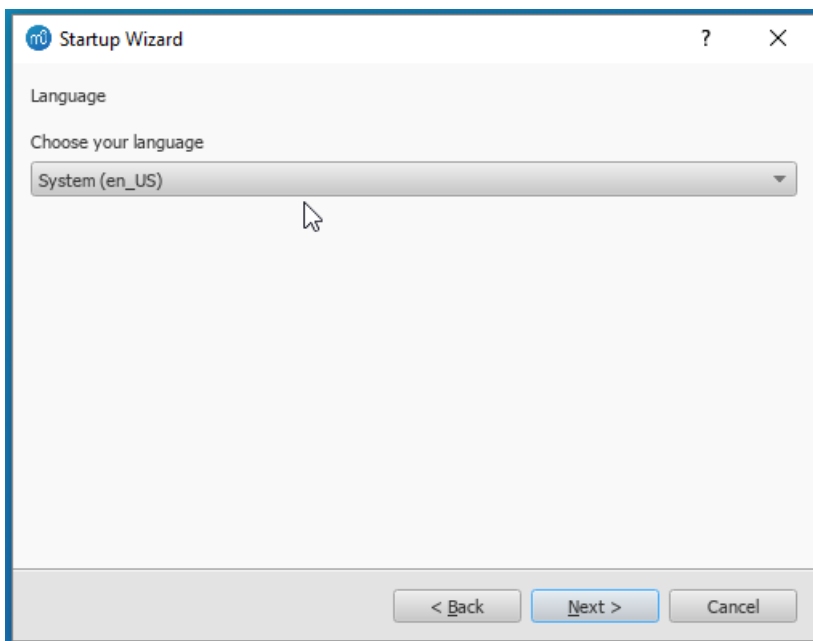 Startup Wizard ?
Language
Choose your language
System (en_US)
< Back Next > Cancel